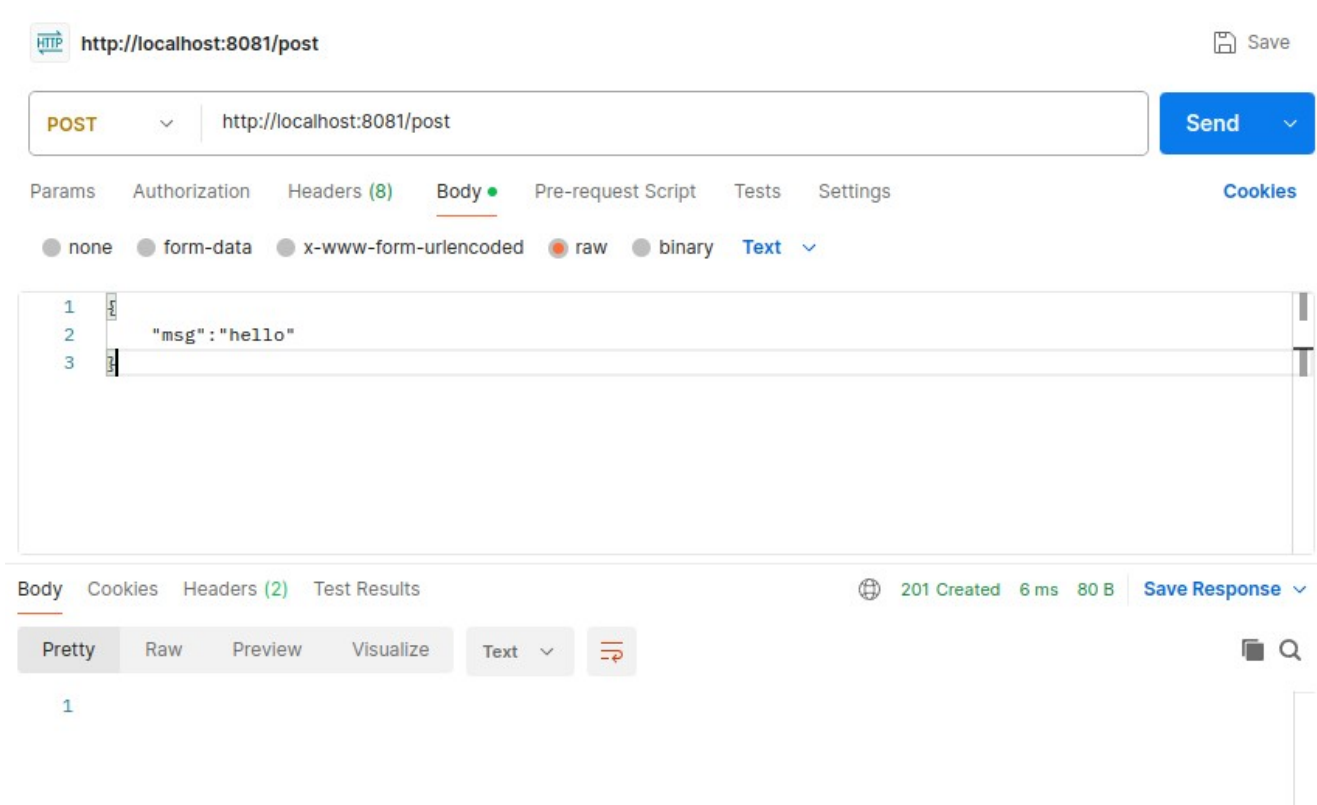 HTTP http://localhost:8081/post Save
POST http://localhost:8081/post Send
Params Authorization Headers (8) Body Pre-request Script Tests Settings Cookies
none form-data x-www-form-urlencoded raw binary Text
1 {
2 "msg":"hello"
3 }
Body Cookies Headers (2) Test Results 201 Created 6 ms 80 B Save Response
Pretty Raw Preview Visualize Text
1